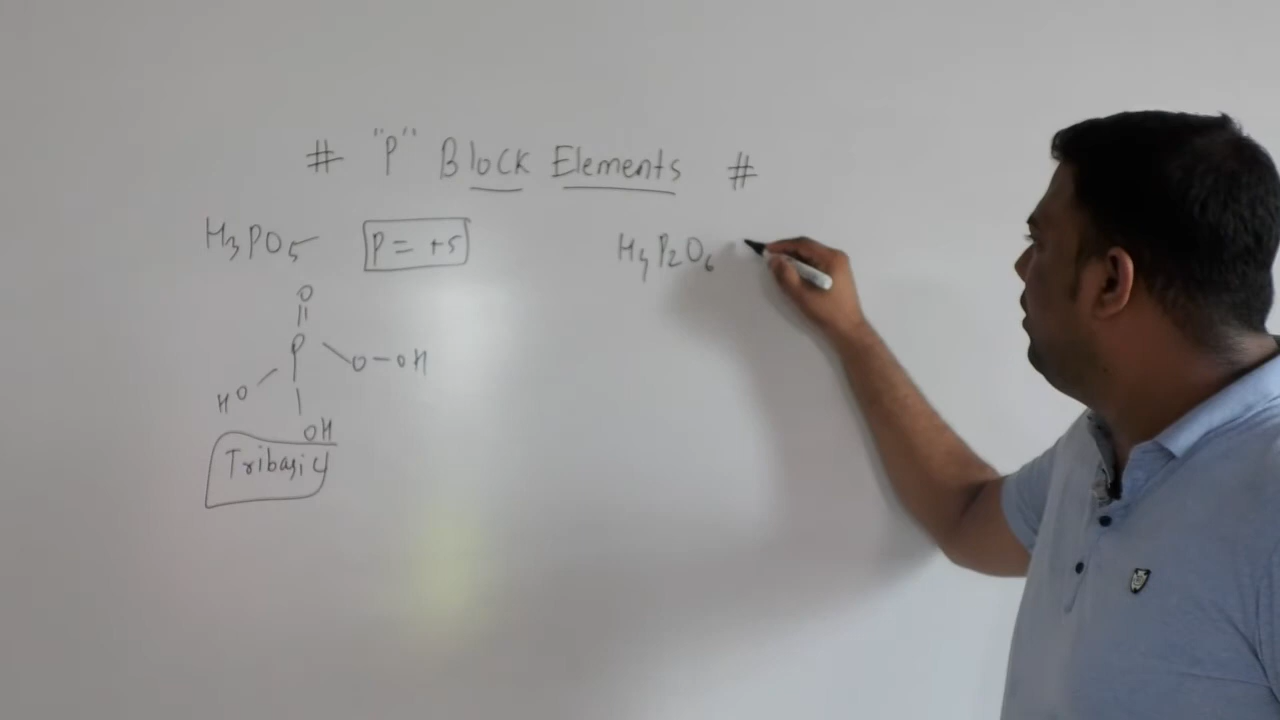 # "P" Block Elements #
H3PO5 P = +5
H4P2O6
O
||
P
O-OH
HO
OH
Tribasic